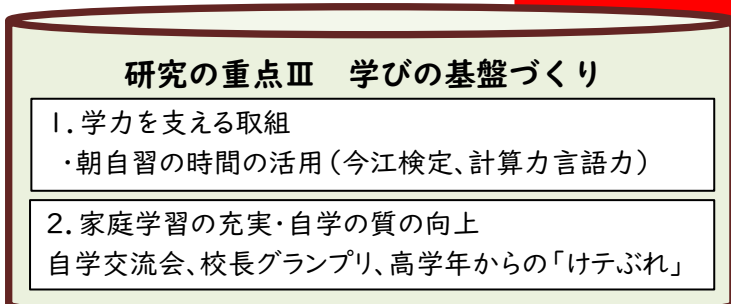 研究の重点Ⅲ　学びの基盤づくり
1.学力を支える取組
・朝自習の時間の活用(今江検定、計算力言語力)
2.家庭学習の充実・自学の質の向上
自学交流会、校長グランプリ、高学年からの「けテぶれ」